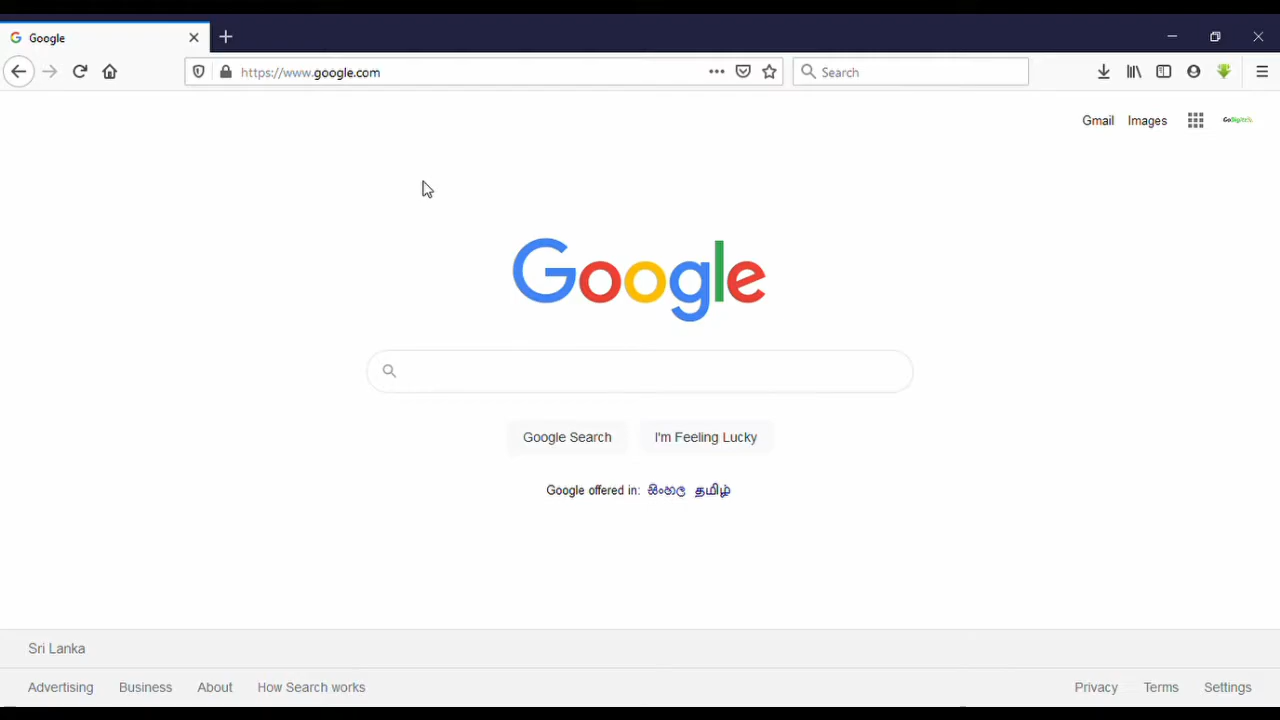 Google
https://www.google.com
Search
Gmail Images
Google
Google Search I'm Feeling Lucky
Google offered in: සිංහල தமிழ்
Sri Lanka
Advertising Business About How Search works
Privacy Terms Settings